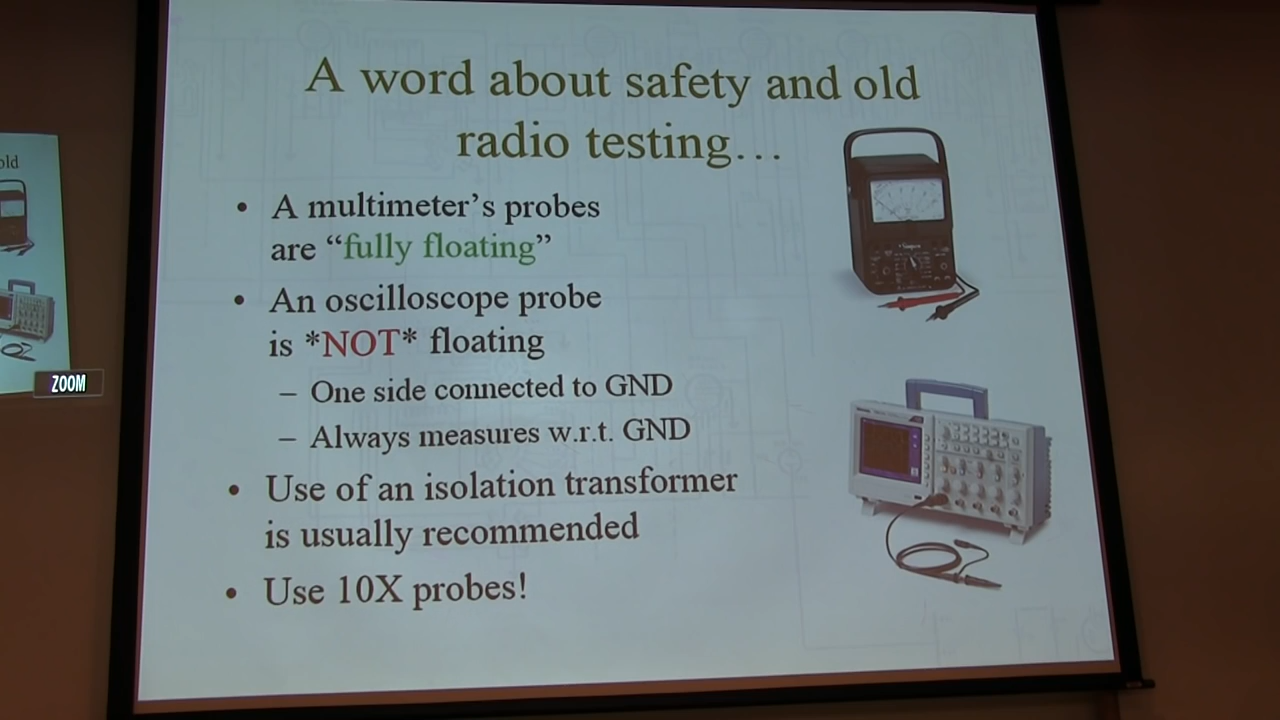 A word about safety and old
radio testing…
• A multimeter's probes
are “fully floating”
• An oscilloscope probe
is *NOT* floating
– One side connected to GND
– Always measures w.r.t. GND
• Use of an isolation transformer
is usually recommended
• Use 10X probes!
old
ZOOM
Simpson